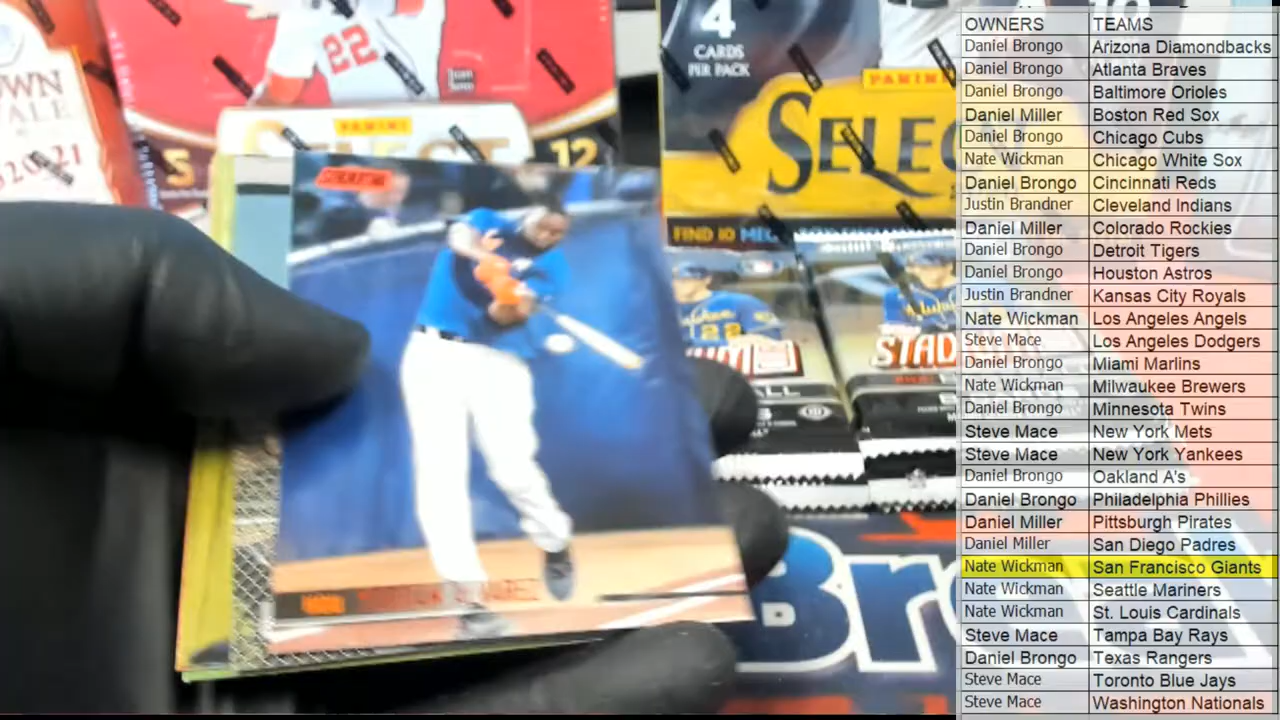 22
4
CARDS
PER PACK
PANINI
SELEC
PANINI
SELECT
5
12
FIND 10
22
STAD
Br
OWNERS TEAMS
Daniel Brongo Arizona Diamondbacks
Daniel Brongo Atlanta Braves
Daniel Brongo Baltimore Orioles
Daniel Miller Boston Red Sox
Daniel Brongo Chicago Cubs
Nate Wickman Chicago White Sox
Daniel Brongo Cincinnati Reds
Justin Brandner Cleveland Indians
Daniel Miller Colorado Rockies
Daniel Brongo Detroit Tigers
Daniel Brongo Houston Astros
Justin Brandner Kansas City Royals
Nate Wickman Los Angeles Angels
Steve Mace Los Angeles Dodgers
Daniel Brongo Miami Marlins
Nate Wickman Milwaukee Brewers
Daniel Brongo Minnesota Twins
Steve Mace New York Mets
Steve Mace New York Yankees
Daniel Brongo Oakland A's
Daniel Brongo Philadelphia Phillies
Daniel Miller Pittsburgh Pirates
Daniel Miller San Diego Padres
Nate Wickman San Francisco Giants
Nate Wickman Seattle Mariners
Nate Wickman St. Louis Cardinals
Steve Mace Tampa Bay Rays
Daniel Brongo Texas Rangers
Steve Mace Toronto Blue Jays
Steve Mace Washington Nationals